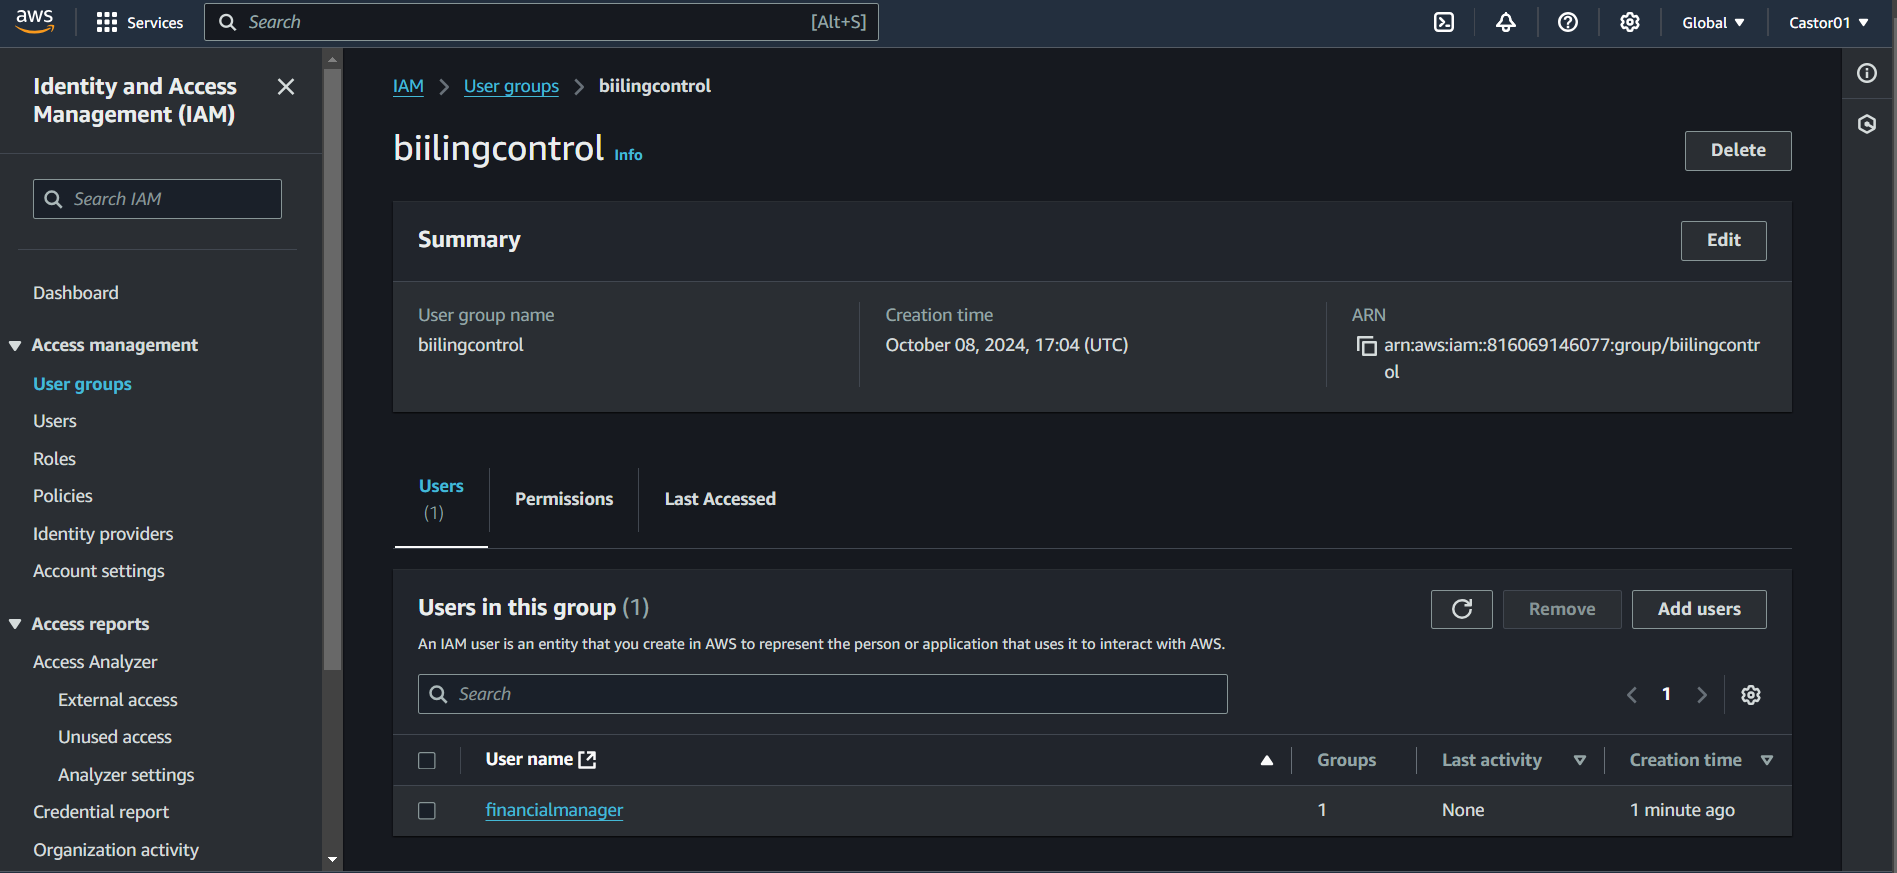 aws
Services
Search
[Alt+S]
Global
Castor01
Identity and Access
Management (IAM)
Search IAM
Dashboard
Access management
User groups
Users
Roles
Policies
Identity providers
Account settings
Access reports
Access Analyzer
External access
Unused access
Analyzer settings
Credential report
Organization activity
IAM
User groups
biilingcontrol
biilingcontrol Info
Delete
Summary
Edit
User group name
biilingcontrol
Creation time
October 08, 2024, 17:04 (UTC)
ARN
arn:aws:iam::816069146077:group/biilingcontr
ol
Users
(1)
Permissions
Last Accessed
Users in this group (1)
Remove
Add users
An IAM user is an entity that you create in AWS to represent the person or application that uses it to interact with AWS.
Search
1
User name
Groups
Last activity
Creation time
financialmanager
1
None
1 minute ago